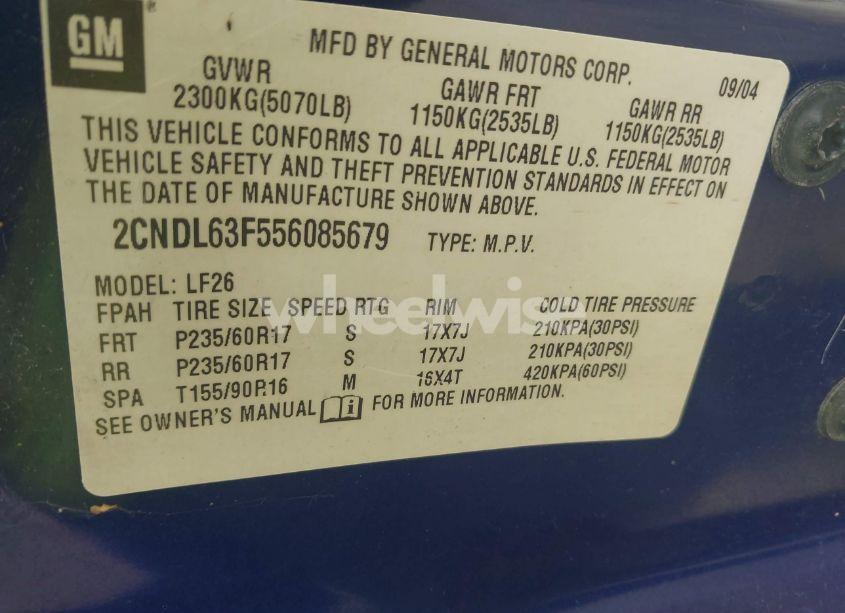 GM
MFD BY GENERAL MOTORS CORP.
09/04
GVWR GAWR FRT GAWR RR
2300KG(5070LB) 1150KG(2535LB) 1150KG(2535LB)
THIS VEHICLE CONFORMS TO ALL APPLICABLE U.S. FEDERAL MOTOR
VEHICLE SAFETY AND THEFT PREVENTION STANDARDS IN EFFECT ON
THE DATE OF MANUFACTURE SHOWN ABOVE.
2CNDL63F556085679 TYPE: M.P.V.
MODEL: LF26
FPAH TIRE SIZE SPEED RTG RIM COLD TIRE PRESSURE
wheelwise
FRT P235/60R17 S 17X7J 210KPA(30PSI)
RR P235/60R17 S 17X7J 210KPA(30PSI)
SPA T155/90R16 M 16X4T 420KPA(60PSI)
SEE OWNER'S MANUAL i FOR MORE INFORMATION.